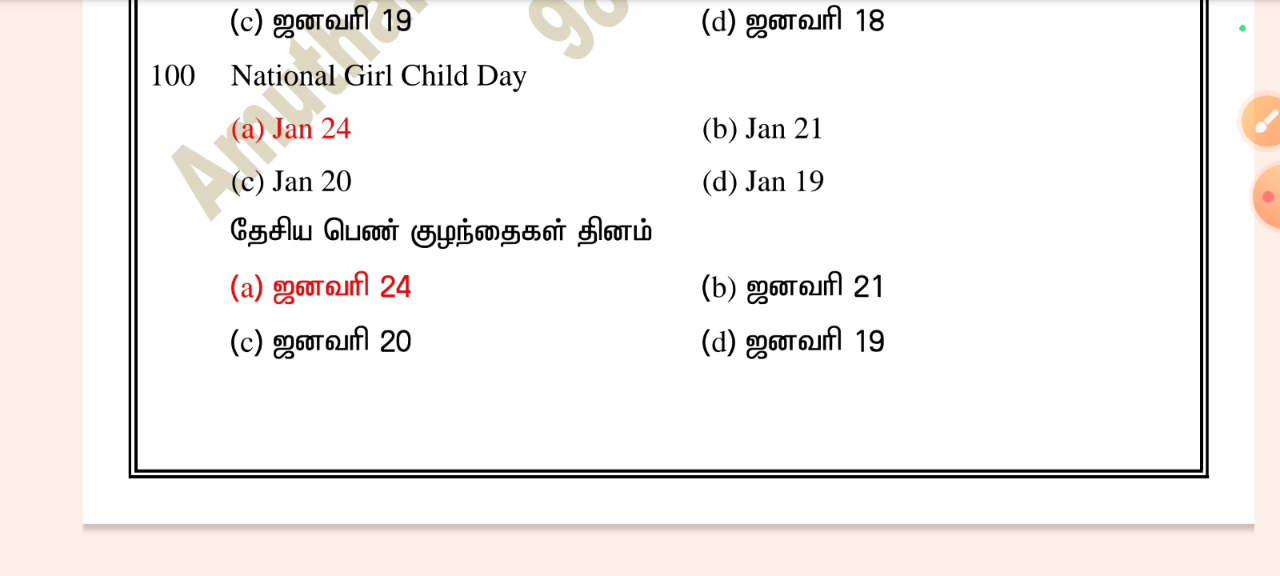 (c) ஜனவரி 19 (d) ஜனவரி 18
100 National Girl Child Day
(a) Jan 24 (b) Jan 21
(c) Jan 20 (d) Jan 19
தேசிய பெண் குழந்தைகள் தினம்
(a) ஜனவரி 24 (b) ஜனவரி 21
(c) ஜனவரி 20 (d) ஜனவரி 19